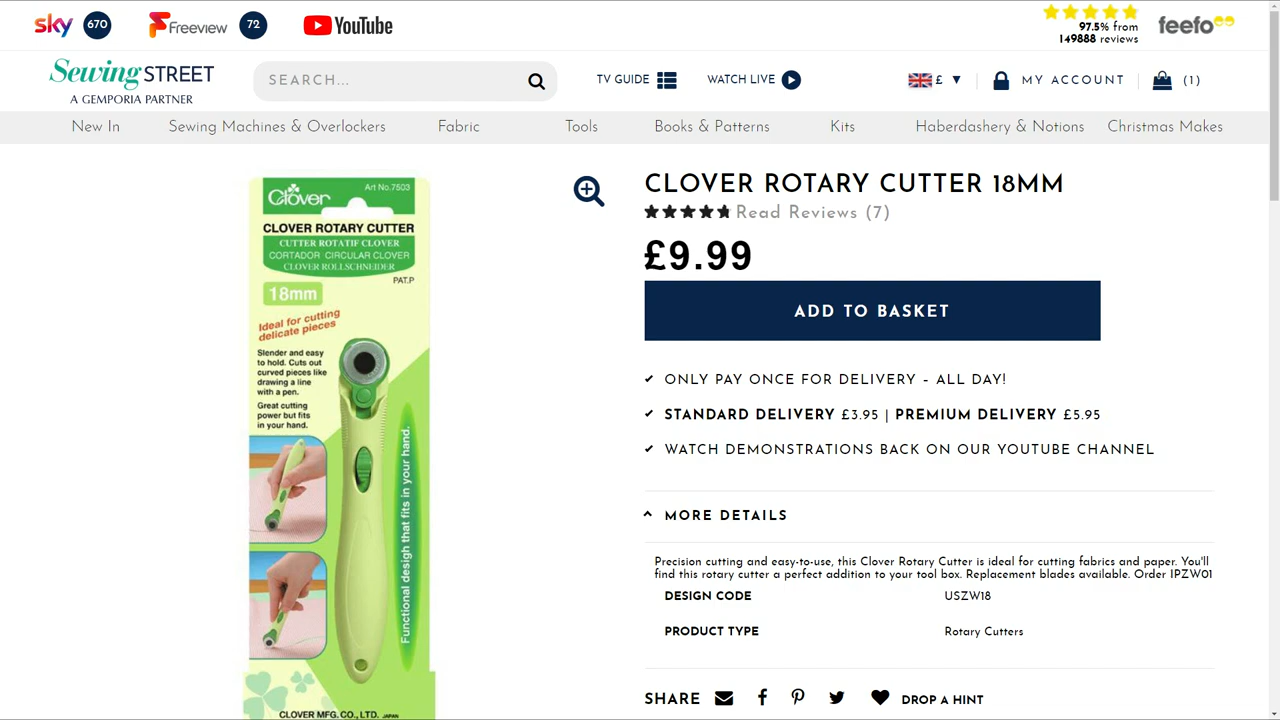 sky 670 Freeview 72 YouTube
97.5% from
149888 reviews
feefo
Sewing STREET
A GEMPORIA PARTNER
SEARCH...
TV GUIDE
WATCH LIVE
£ ▼
MY ACCOUNT
(1)
New In Sewing Machines & Overlockers Fabric Tools Books & Patterns Kits Haberdashery & Notions Christmas Makes
Clover
Art No.7503
CLOVER ROTARY CUTTER
CUTTER ROTATIF CLOVER
CORTADOR CIRCULAR CLOVER
CLOVER ROLLSCHNEIDER
PAT.P
18mm
Ideal for cutting
delicate pieces
Slender and easy
to hold. Cuts out
curved pieces like
drawing a line
with a pen.
Great cutting
power but fits
in your hand.
Functional design that fits in your hand.
CLOVER MFG.CO.,LTD. JAPAN
CLOVER ROTARY CUTTER 18MM
Read Reviews (7)
£9.99
ADD TO BASKET
✔ ONLY PAY ONCE FOR DELIVERY – ALL DAY!
✔ STANDARD DELIVERY £3.95 | PREMIUM DELIVERY £5.95
✔ WATCH DEMONSTRATIONS BACK ON OUR YOUTUBE CHANNEL
MORE DETAILS
Precision cutting and easy-to-use, this Clover Rotary Cutter is ideal for cutting fabrics and paper. You'll
find this rotary cutter a perfect addition to your tool box. Replacement blades available. Order IPZW01
DESIGN CODE USZW18
PRODUCT TYPE Rotary Cutters
SHARE
DROP A HINT